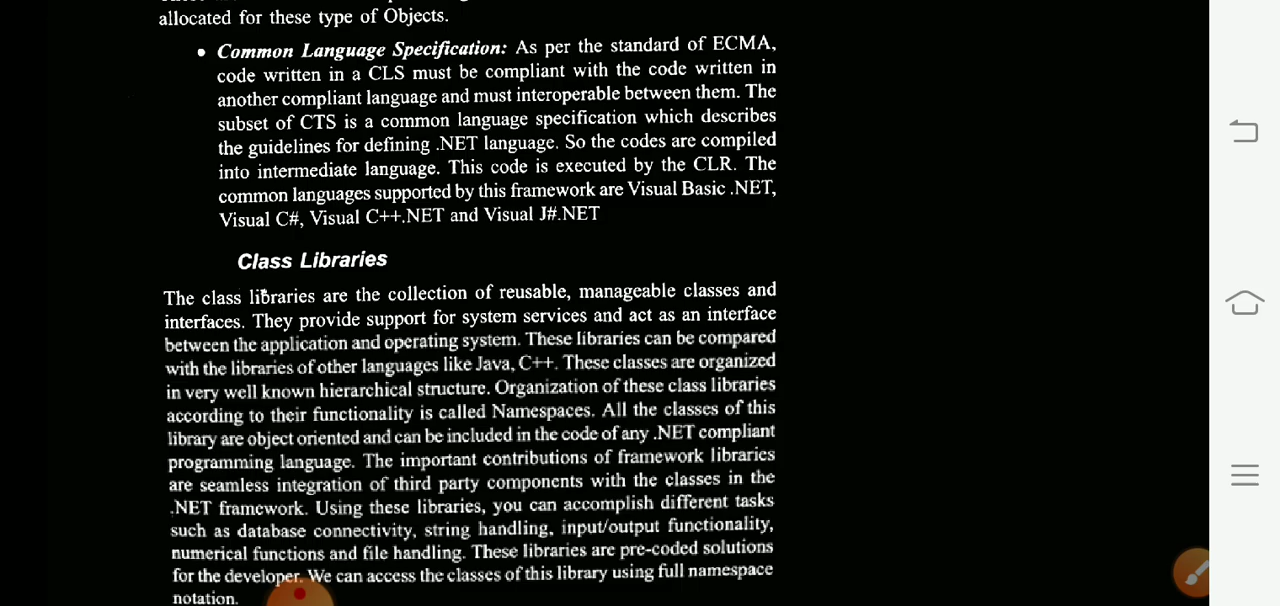 allocated for these type of Objects.
• Common Language Specification: As per the standard of ECMA,
code written in a CLS must be compliant with the code written in
another compliant language and must interoperable between them. The
subset of CTS is a common language specification which describes
the guidelines for defining .NET language. So the codes are compiled
into intermediate language. This code is executed by the CLR. The
common languages supported by this framework are Visual Basic .NET,
Visual C#, Visual C++.NET and Visual J#.NET
Class Libraries
The class libraries are the collection of reusable, manageable classes and
interfaces. They provide support for system services and act as an interface
between the application and operating system. These libraries can be compared
with the libraries of other languages like Java, C++. These classes are organized
in very well known hierarchical structure. Organization of these class libraries
according to their functionality is called Namespaces. All the classes of this
library are object oriented and can be included in the code of any .NET compliant
programming language. The important contributions of framework libraries
are seamless integration of third party components with the classes in the
.NET framework. Using these libraries, you can accomplish different tasks
such as database connectivity, string handling, input/output functionality,
numerical functions and file handling. These libraries are pre-coded solutions
for the developer. We can access the classes of this library using full namespace
notation.